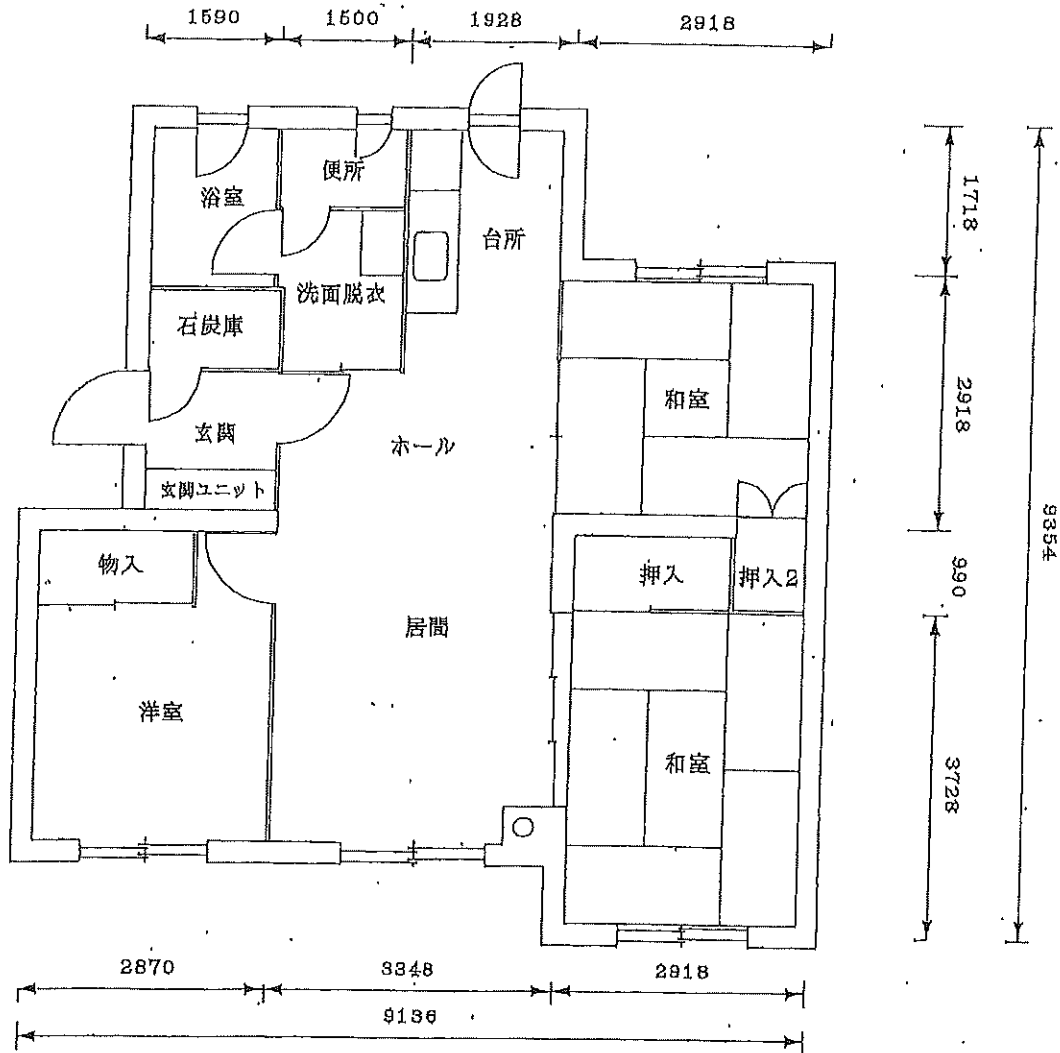 1590
1500
1928
2918
便所
浴室
台所
1718
洗面脱衣
石炭庫
和室
2918
玄関
ホール
玄関ユニット
9354
物入
押入
押入2
990
居間
洋室
和室
3728
2870
3348
2918
9136